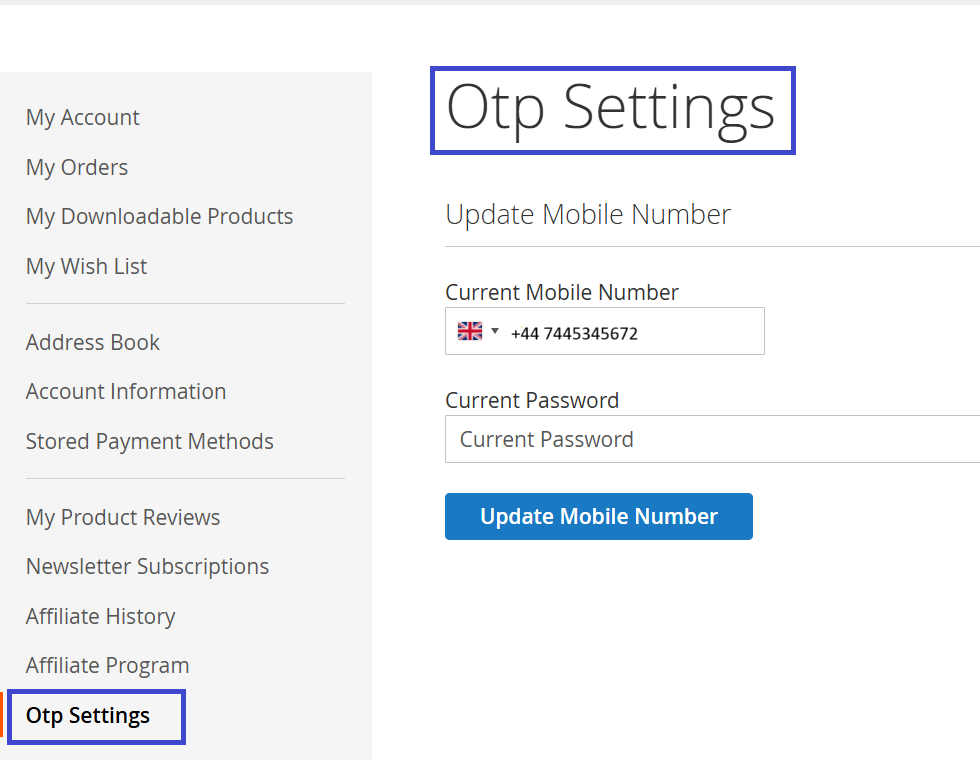 My Account
My Orders
My Downloadable Products
My Wish List
Address Book
Account Information
Stored Payment Methods
My Product Reviews
Newsletter Subscriptions
Affiliate History
Affiliate Program
Otp Settings
Otp Settings
Update Mobile Number
Current Mobile Number
+44 7445345672
Current Password
Current Password
Update Mobile Number